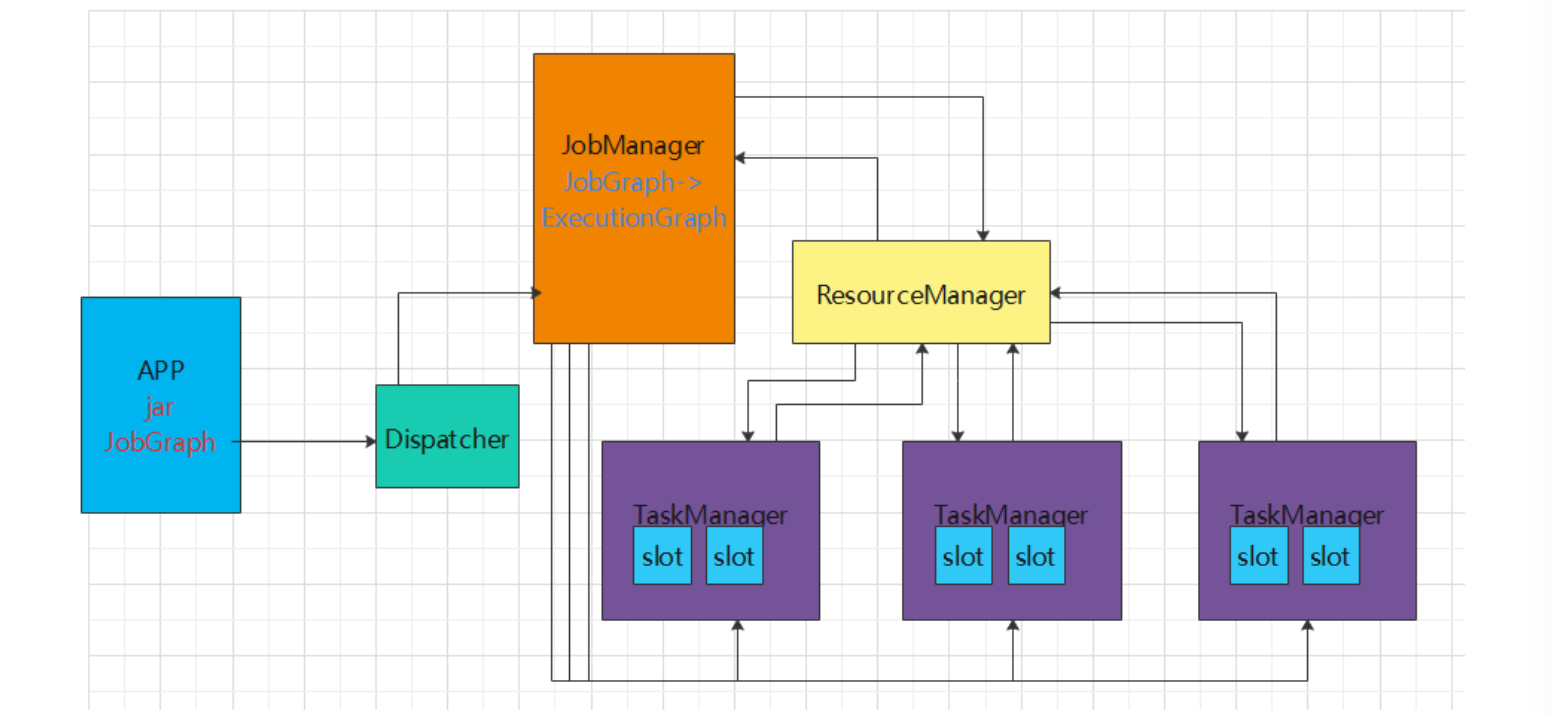 JobManager
JobGraph->
ExecutionGraph
ResourceManager
APP
jar
JobGraph
Dispatcher
TaskManager
slot slot
TaskManager
slot slot
TaskManager
slot slot